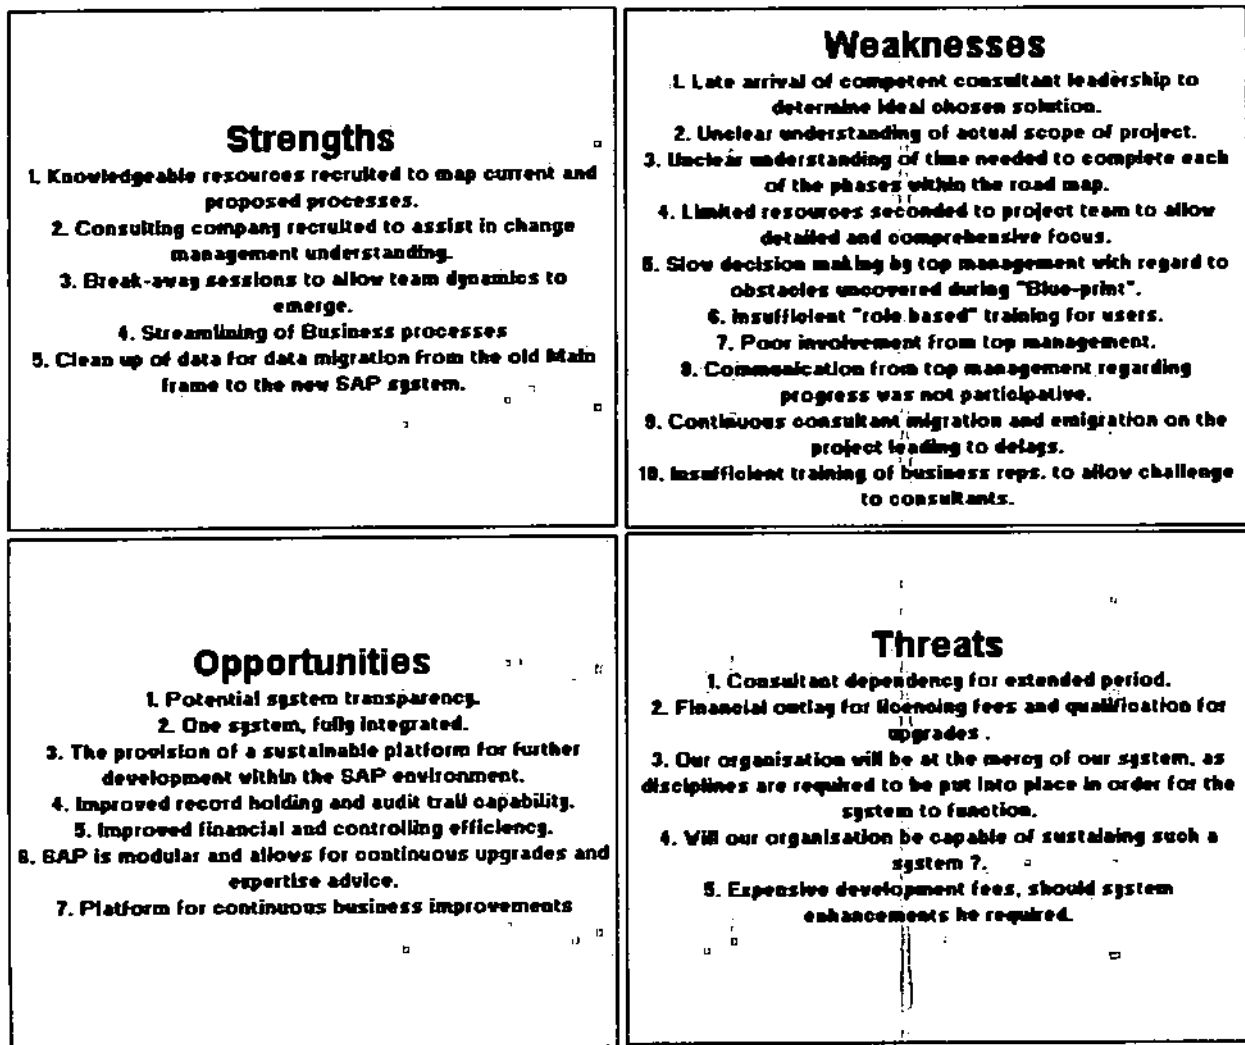 Strengths
1. Knowledgeable resources recruited to map current and
proposed processes.
2. Consulting company recruited to assist in change
management understanding.
3. Break-away sessions to allow team dynamics to
emerge.
4. Streamlining of Business processes
5. Clean up of data for data migration from the old Main
frame to the new SAP system.
Weaknesses
1. Late arrival of competent consultant leadership to
determine ideal chosen solution.
2. Unclear understanding of actual scope of project.
3. Unclear understanding of time needed to complete each
of the phases within the road map.
4. Limited resources seconded to project team to allow
detailed and comprehensive focus.
5. Slow decision making by top management with regard to
obstacles uncovered during "Blue-print".
6. Insufficient "role based" training for users.
7. Poor involvement from top management.
8. Communication from top management regarding
progress was not participative.
9. Continuous consultant migration and emigration on the
project leading to delays.
10. Insufficient training of business reps. to allow challenge
to consultants.
Opportunities
1. Potential system transparency.
2. One system, fully integrated.
3. The provision of a sustainable platform for further
development within the SAP environment.
4. Improved record holding and audit trail capability.
5. Improved financial and controlling efficiency.
6. SAP is modular and allows for continuous upgrades and
expertise advice.
7. Platform for continuous business improvements
Threats
1. Consultant dependency for extended period.
2. Financial outlay for licencing fees and qualification for
upgrades .
3. Our organisation will be at the mercy of our system, as
disciplines are required to be put into place in order for the
system to function.
4. Will our organisation be capable of sustaining such a
system ?.
5. Expensive development fees, should system
enhancements be required.